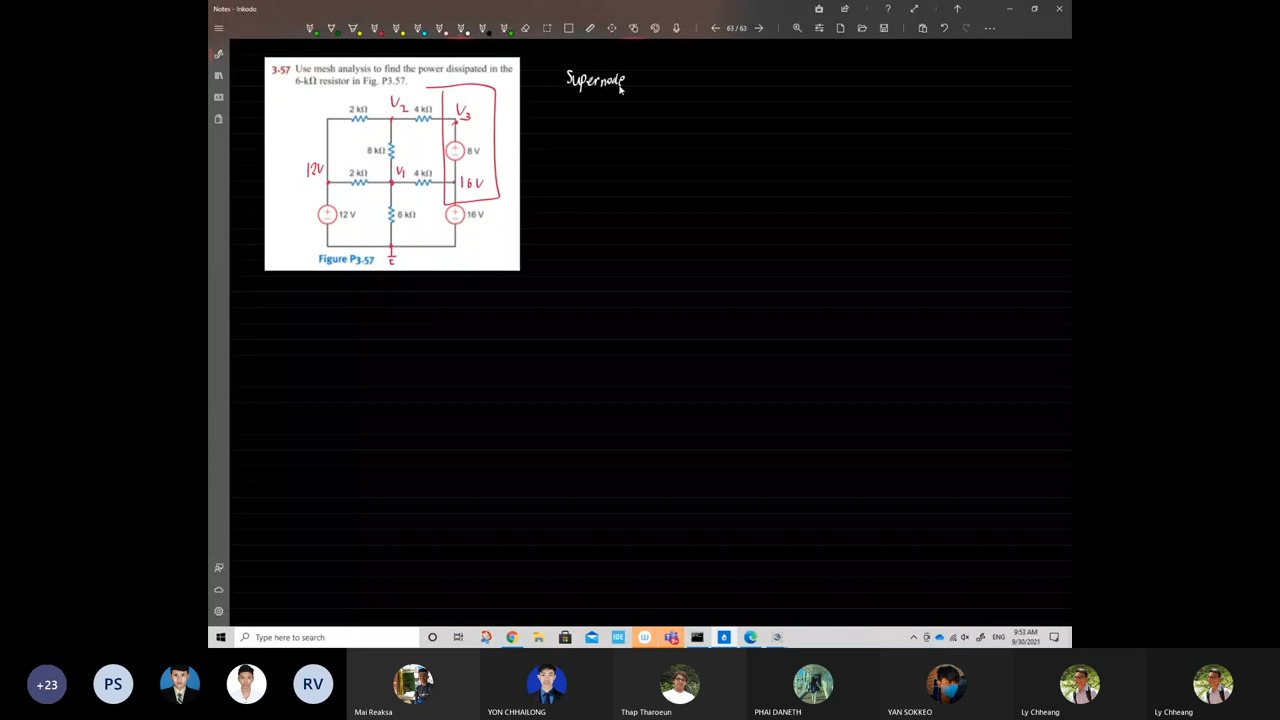 Notes - Inkodo
63 / 63
3-57 Use mesh analysis to find the power dissipated in the
6-kΩ resistor in Fig. P3.57.
Supernode
2 kΩ
V2
4 kΩ
V3
8 kΩ
8 V
12V
2 kΩ
V1
4 kΩ
16V
12 V
6 kΩ
16 V
Figure P3.57
Type here to search
IDE
W
ENG
9:53 AM
9/30/2021
+23
PS
RV
Mai Reaksa
YON CHHAILONG
Thap Tharoeun
PHAI DANETH
YAN SOKKEO
Ly Chheang
Ly Chheang